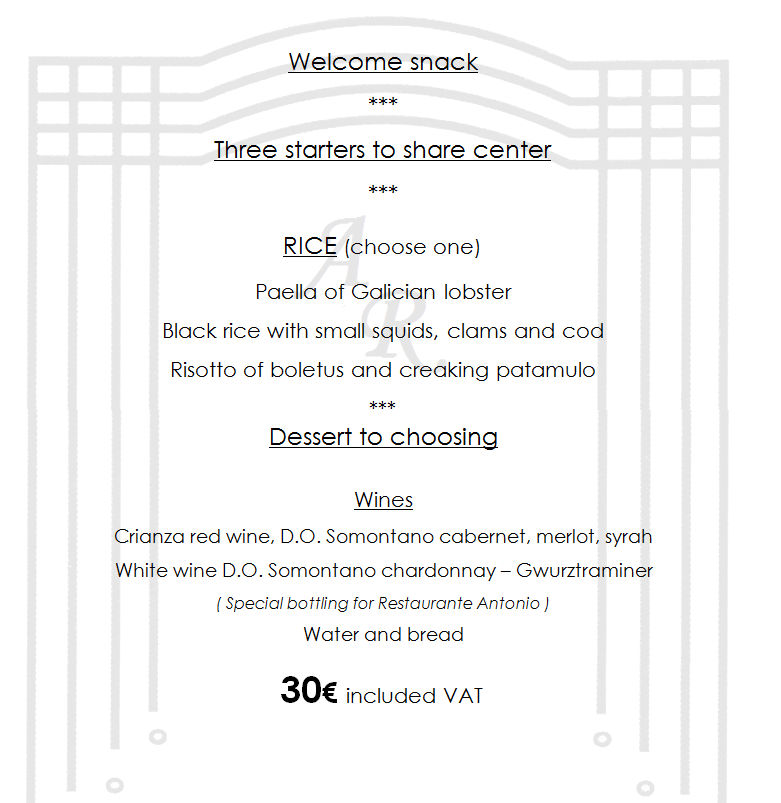 Welcome snack
***
Three starters to share center
***
RICE (choose one)
Paella of Galician lobster
Black rice with small squids, clams and cod
Risotto of boletus and creaking patamulo
***
Dessert to choosing
Wines
Crianza red wine, D.O. Somontano cabernet, merlot, syrah
White wine D.O. Somontano chardonnay – Gwurztraminer
( Special bottling for Restaurante Antonio )
Water and bread
30€ included VAT
A
R.